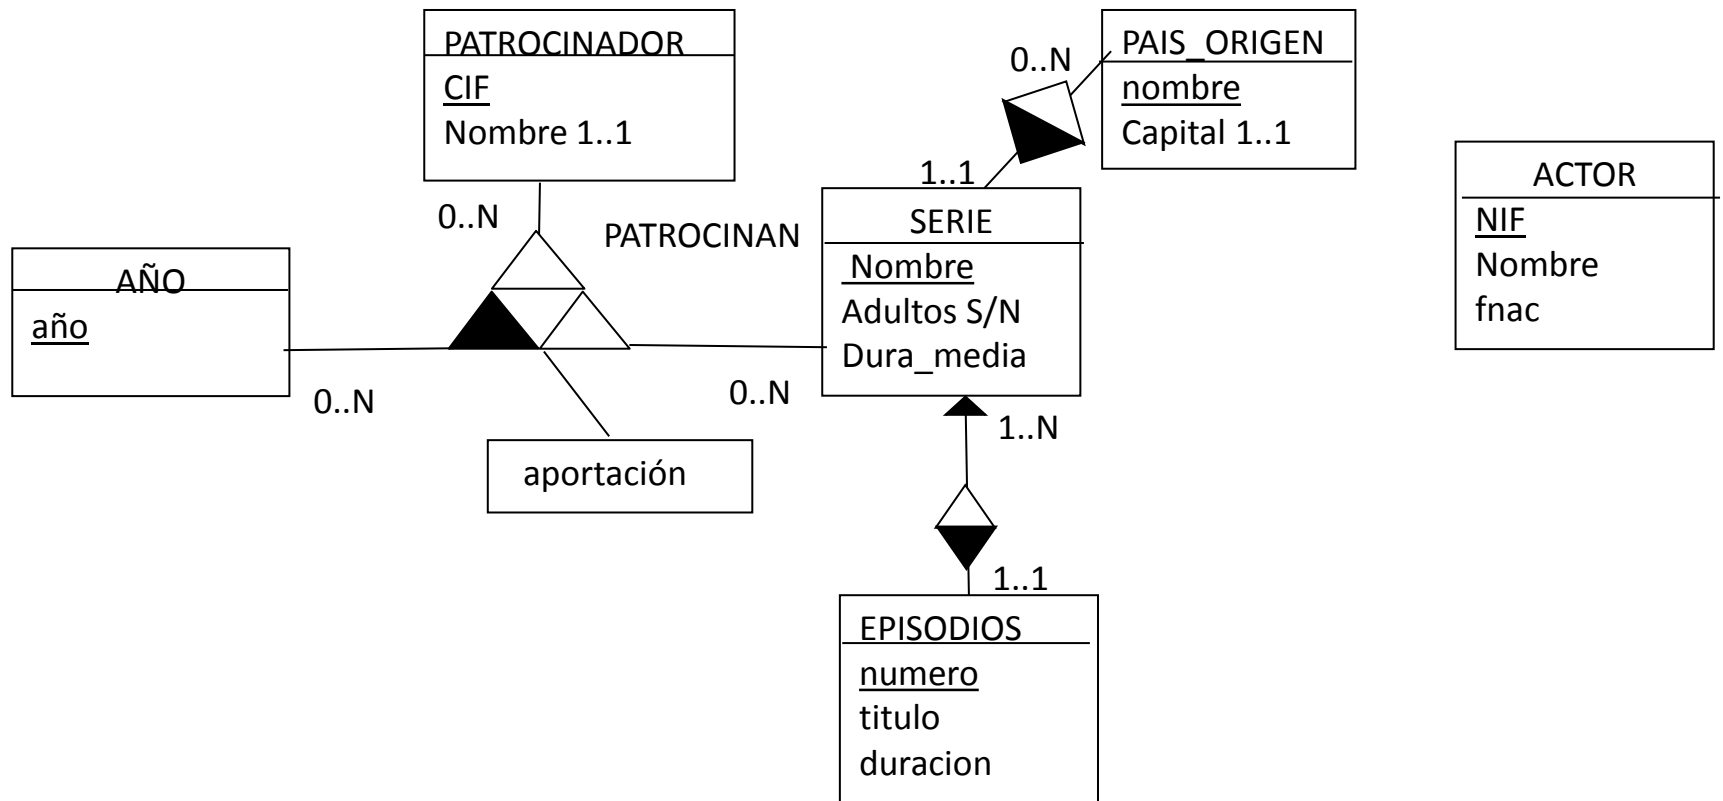 PATROCINADOR
CIF
Nombre 1..1
0..N
PAIS_ORIGEN
nombre
Capital 1..1
0..N
1..1
ACTOR
NIF
Nombre
fnac
PATROCINAN
SERIE
Nombre
Adultos S/N
Dura_media
AÑO
año
0..N
0..N
aportación
1..N
1..1
EPISODIOS
numero
titulo
duracion